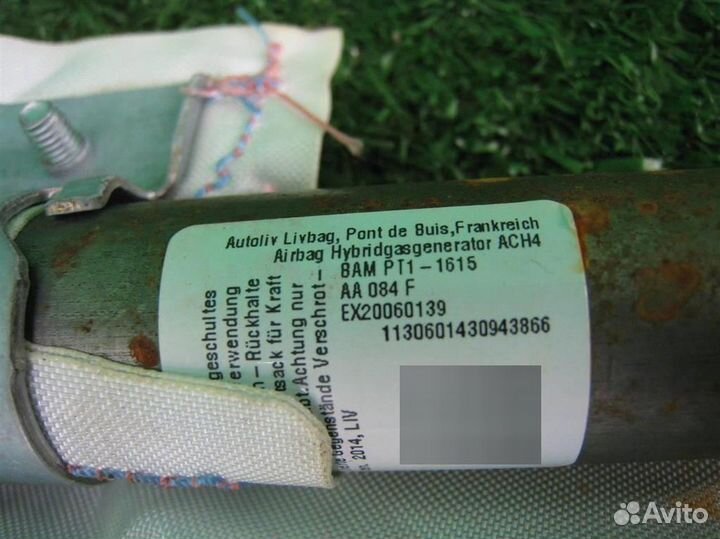 Autoliv Livbag, Pont de Buis,Frankreich
Airbag Hybridgasgenerator ACH4
BAM PT1-1615
AA 084 F
EX20060139
1130601430943866
geschultes
erwendung
n - Rückhalte
sack für Kraft
pt.Achtung nur
stände Verschrot-
2014, LIV
Avito